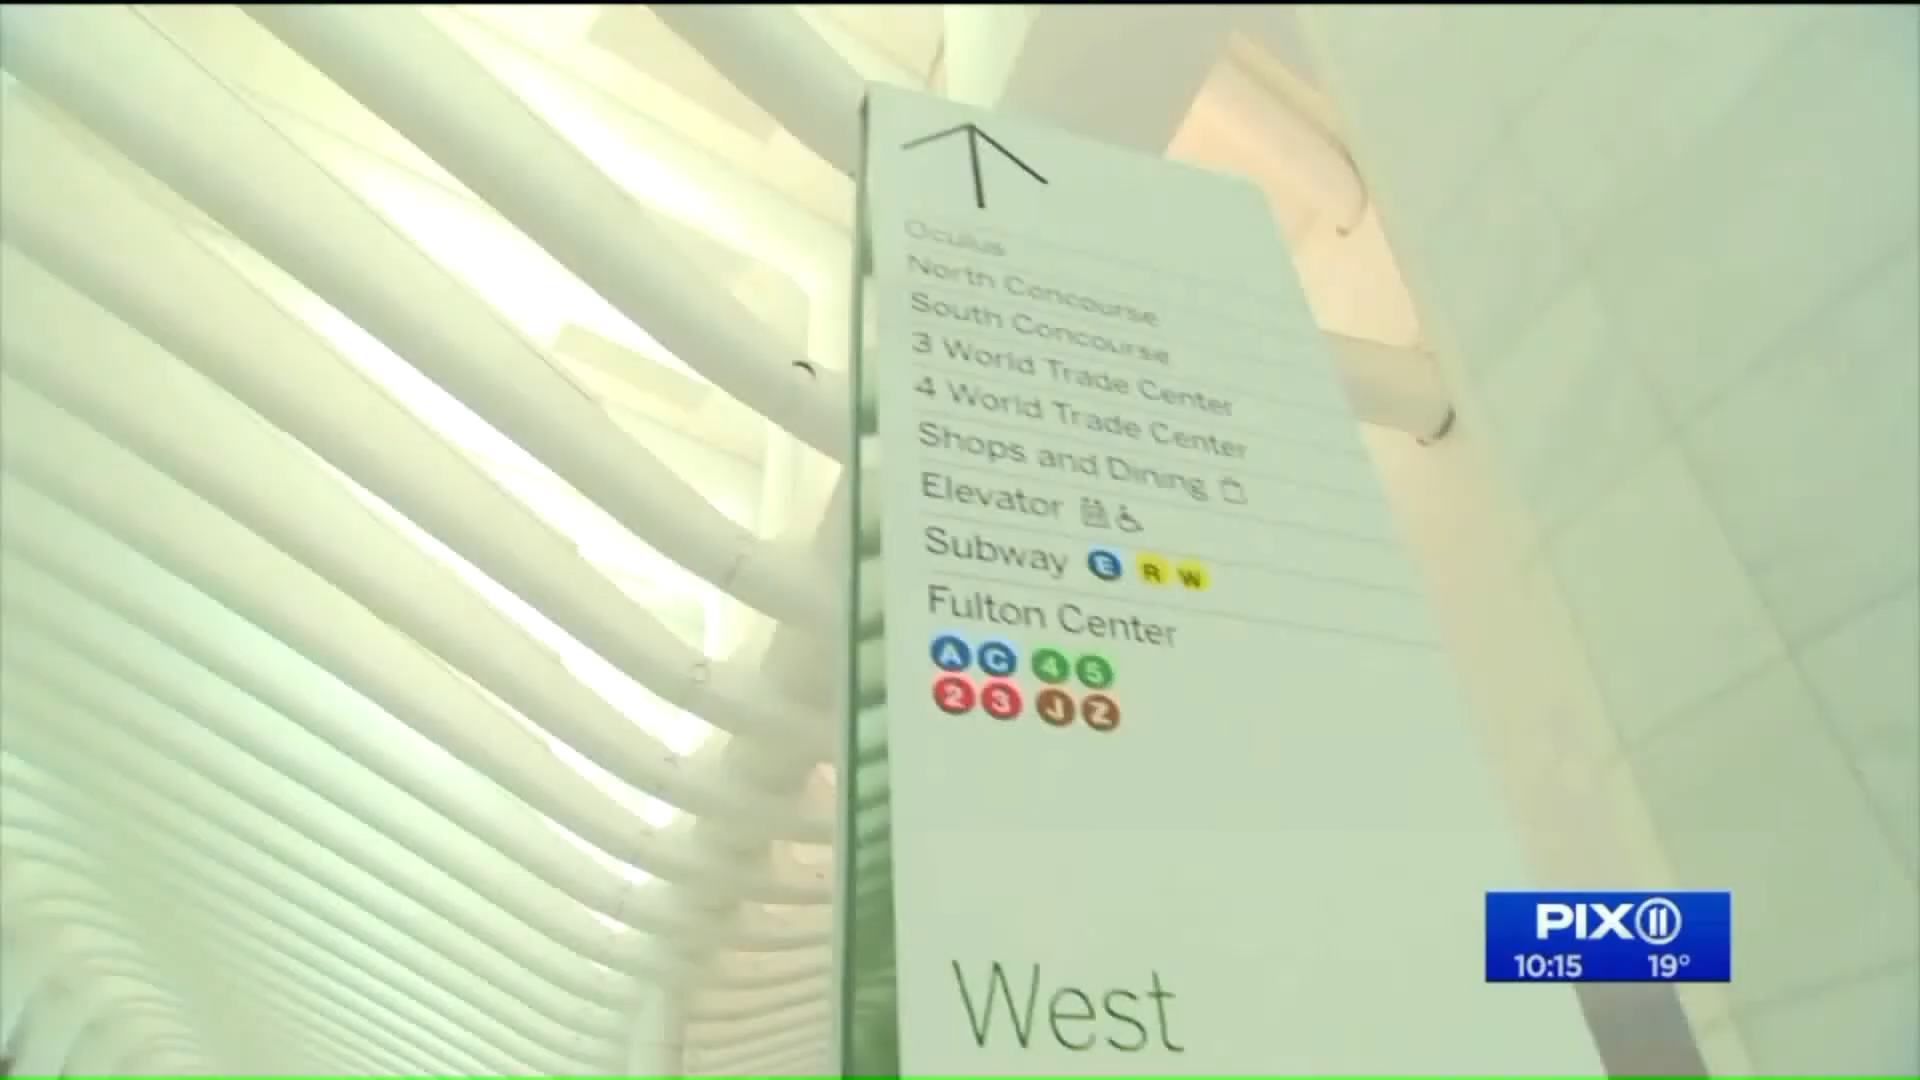 Oculus
North Concourse
South Concourse
3 World Trade Center
4 World Trade Center
Shops and Dining
Elevator
Subway E R W
Fulton Center
A C 4 5
2 3 J Z
West
PIX11
10:15 19°